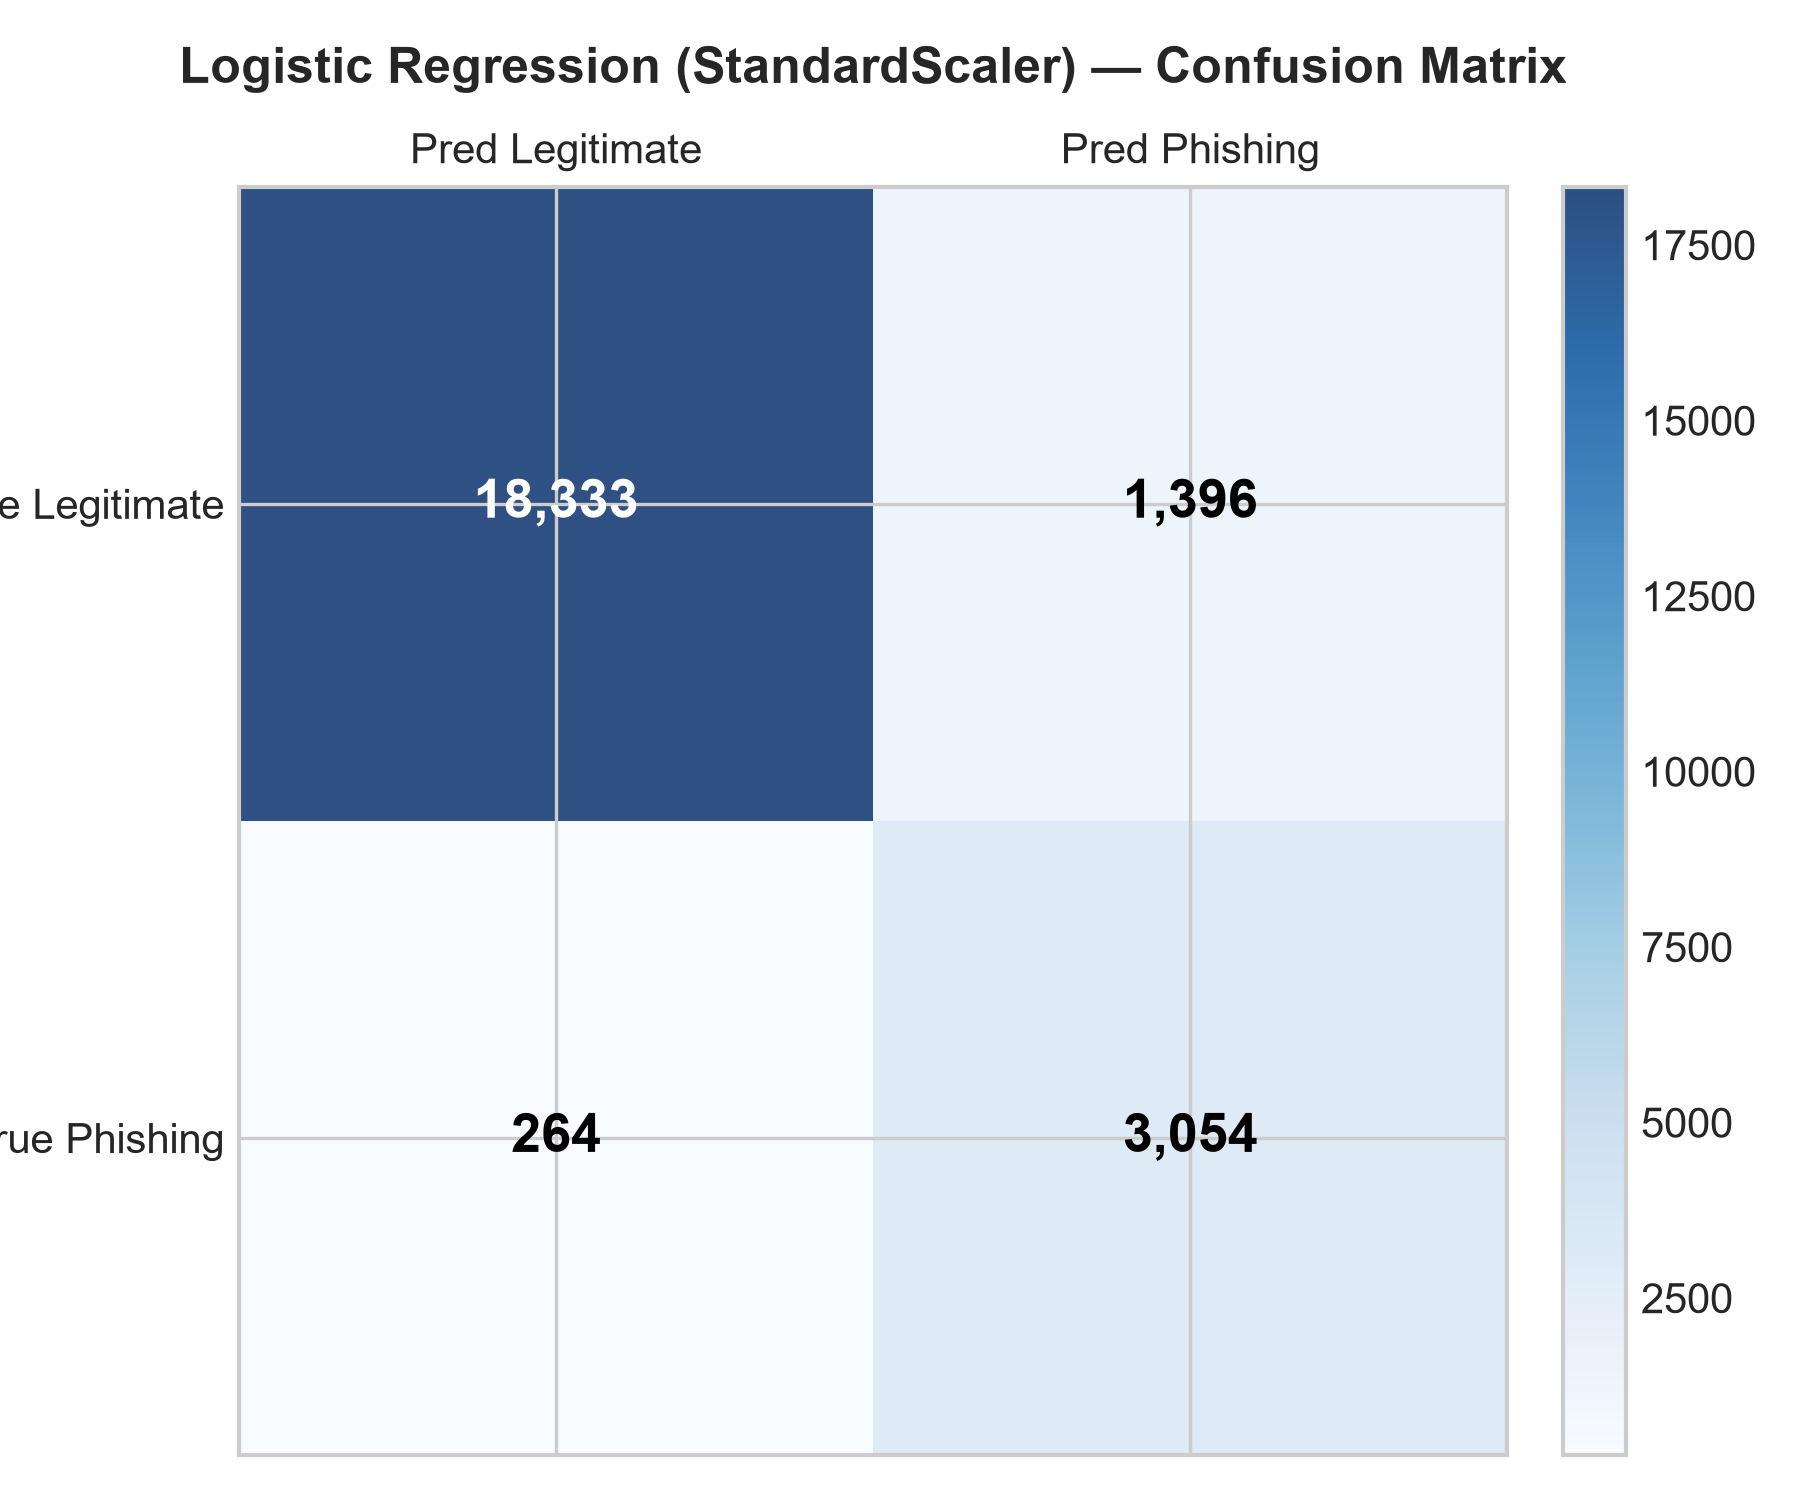 Logistic Regression (StandardScaler) — Confusion Matrix
Pred Legitimate Pred Phishing
17500
15000
e Legitimate 18,333 1,396
12500
10000
7500
5000
rue Phishing 264 3,054
2500